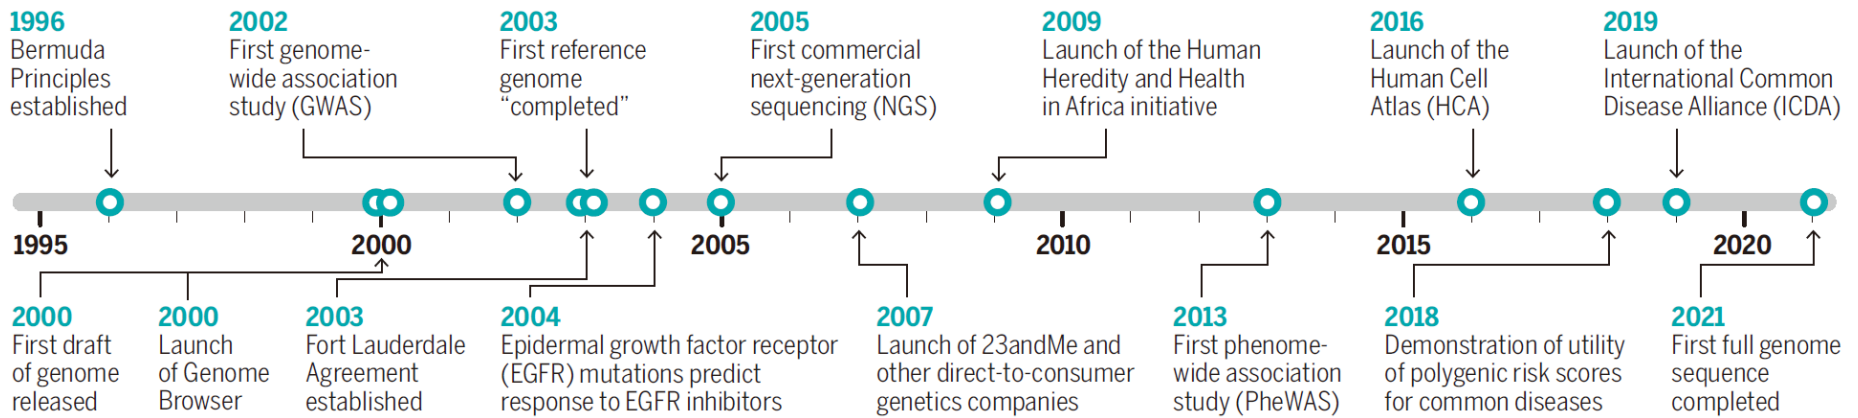 1996
Bermuda
Principles
established
2002
First genome-
wide association
study (GWAS)
2003
First reference
genome
“completed”
2005
First commercial
next-generation
sequencing (NGS)
2009
Launch of the Human
Heredity and Health
in Africa initiative
2016
Launch of the
Human Cell
Atlas (HCA)
2019
Launch of the
International Common
Disease Alliance (ICDA)
1995
2000
2005
2010
2015
2020
2000
First draft
of genome
released
2000
Launch
of Genome
Browser
2003
Fort Lauderdale
Agreement
established
2004
Epidermal growth factor receptor
(EGFR) mutations predict
response to EGFR inhibitors
2007
Launch of 23andMe and
other direct-to-consumer
genetics companies
2013
First phenome-
wide association
study (PheWAS)
2018
Demonstration of utility
of polygenic risk scores
for common diseases
2021
First full genome
sequence
completed